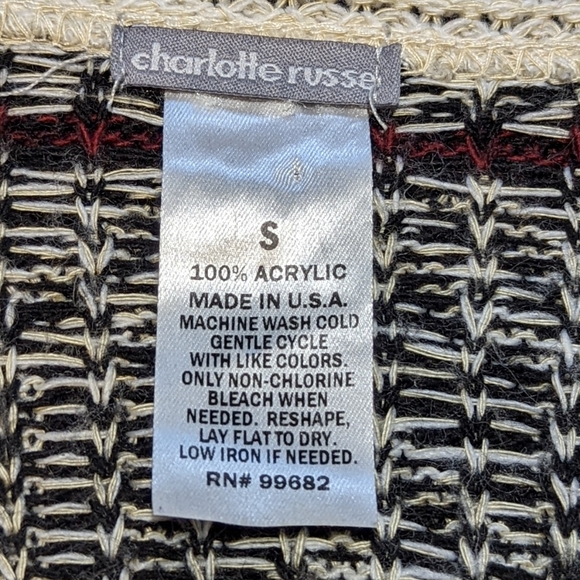 charlotte russe
S
100% ACRYLIC
MADE IN U.S.A.
MACHINE WASH COLD
GENTLE CYCLE
WITH LIKE COLORS.
ONLY NON-CHLORINE
BLEACH WHEN
NEEDED. RESHAPE,
LAY FLAT TO DRY.
LOW IRON IF NEEDED.
RN# 99682